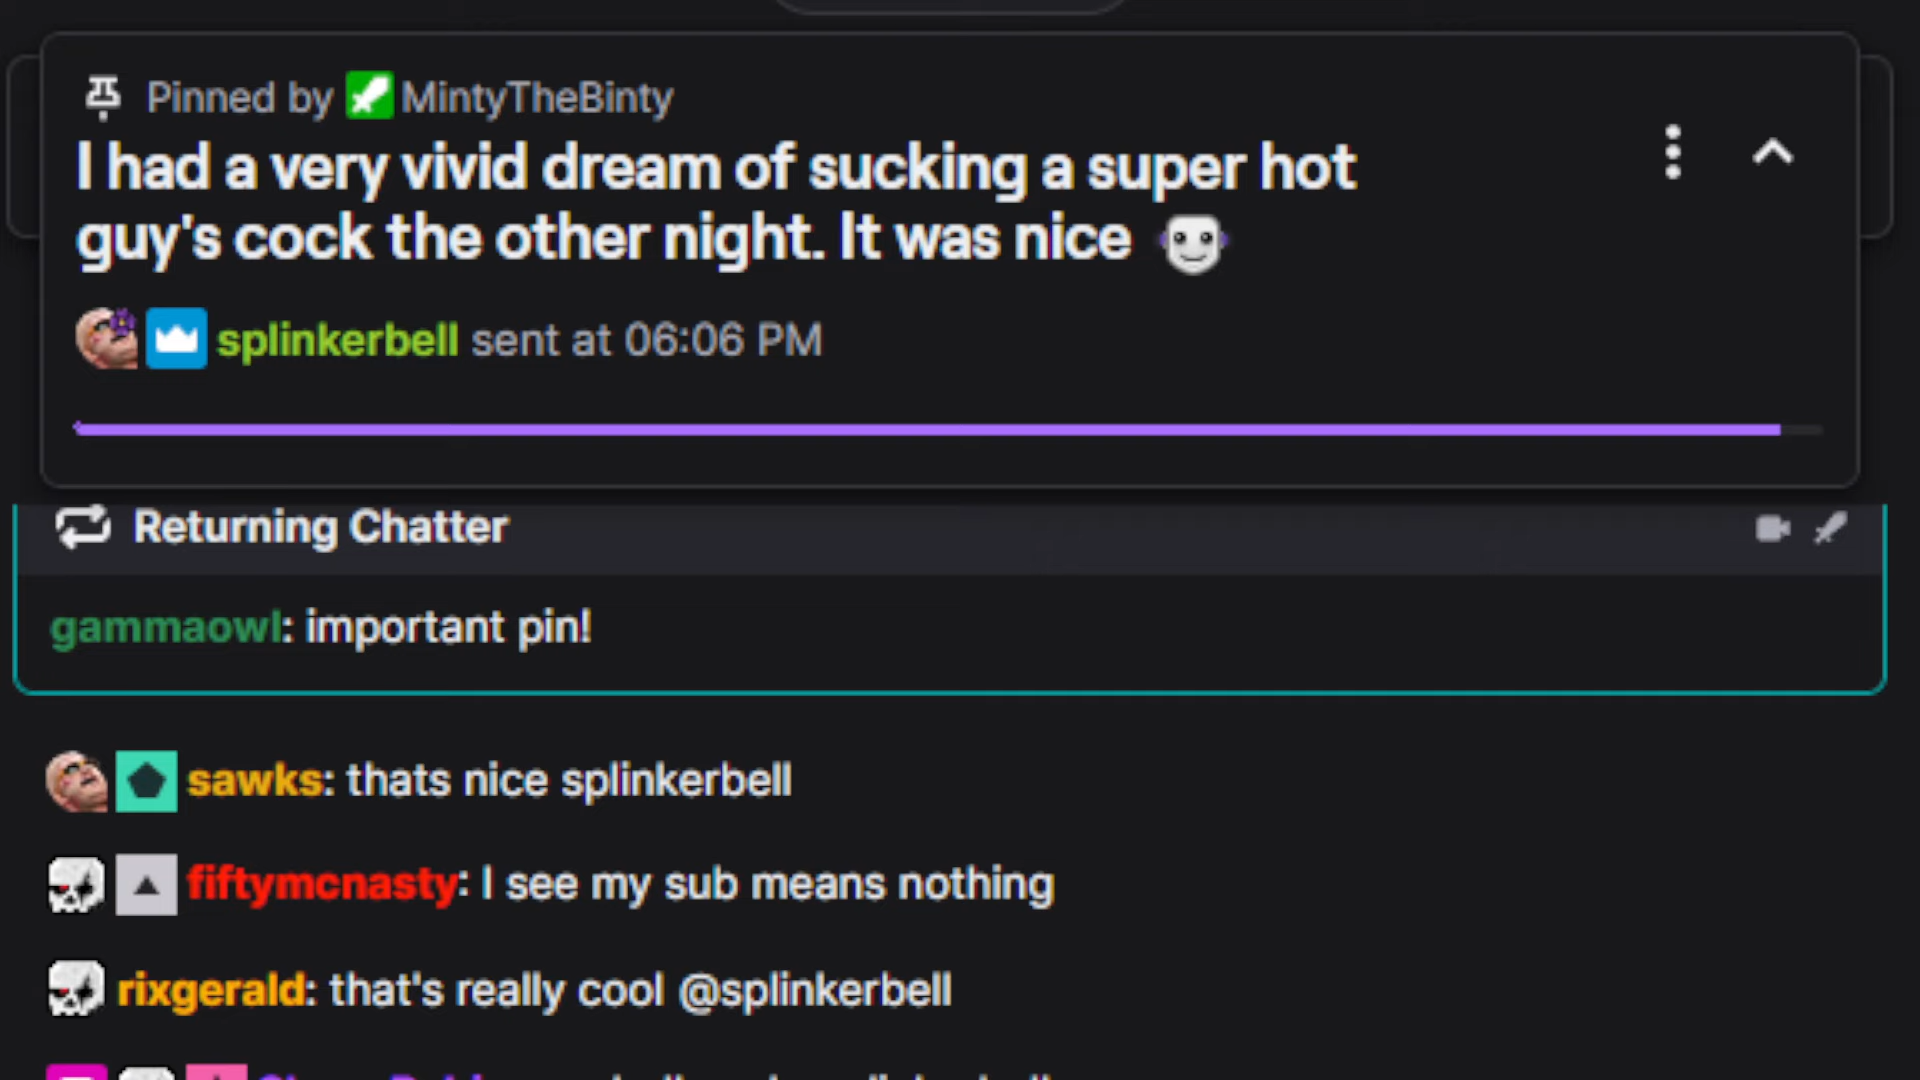 Pinned by MintyTheBinty
I had a very vivid dream of sucking a super hot
guy's cock the other night. It was nice
splinkerbell sent at 06:06 PM
Returning Chatter
gammaowl: important pin!
sawks: thats nice splinkerbell
fiftymcnasty: I see my sub means nothing
rixgerald: that's really cool @splinkerbell